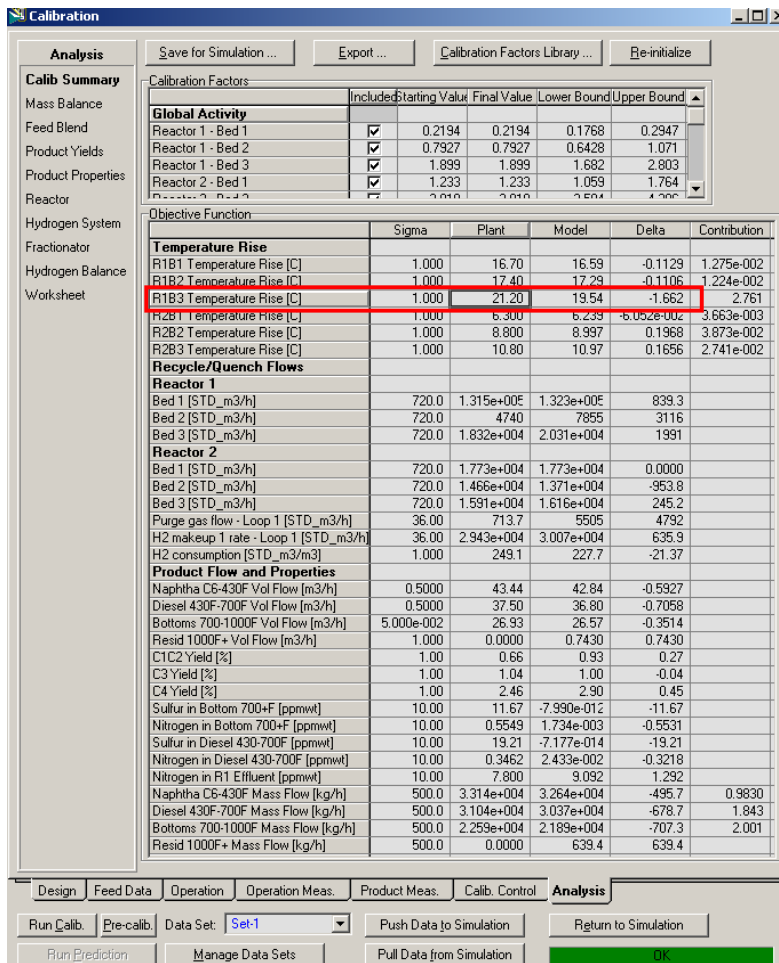 Calibration
Analysis
Calib Summary
Mass Balance
Feed Blend
Product Yields
Product Properties
Reactor
Hydrogen System
Fractionator
Hydrogen Balance
Worksheet
Save for Simulation ... Export ... Calibration Factors Library ... Re-initialize
Calibration Factors
Included Starting Value Final Value Lower Bound Upper Bound
Global Activity
Reactor 1 - Bed 1 0.2194 0.2194 0.1768 0.2947
Reactor 1 - Bed 2 0.7927 0.7927 0.6428 1.071
Reactor 1 - Bed 3 1.899 1.899 1.682 2.803
Reactor 2 - Bed 1 1.233 1.233 1.059 1.764
Objective Function
Sigma Plant Model Delta Contribution
Temperature Rise
R1B1 Temperature Rise [C] 1.000 16.70 16.59 -0.1129 1.275e-002
R1B2 Temperature Rise [C] 1.000 17.40 17.29 -0.1106 1.224e-002
R1B3 Temperature Rise [C] 1.000 21.20 19.54 -1.662 2.761
R2B1 Temperature Rise [C] 1.000 6.300 6.239 -6.052e-002 3.663e-003
R2B2 Temperature Rise [C] 1.000 8.800 8.997 0.1968 3.873e-002
R2B3 Temperature Rise [C] 1.000 10.80 10.97 0.1656 2.741e-002
Recycle/Quench Flows
Reactor 1
Bed 1 [STD_m3/h] 720.0 1.315e+005 1.323e+005 839.3
Bed 2 [STD_m3/h] 720.0 4740 7855 3116
Bed 3 [STD_m3/h] 720.0 1.832e+004 2.031e+004 1991
Reactor 2
Bed 1 [STD_m3/h] 720.0 1.773e+004 1.773e+004 0.0000
Bed 2 [STD_m3/h] 720.0 1.466e+004 1.371e+004 -953.8
Bed 3 [STD_m3/h] 720.0 1.591e+004 1.616e+004 245.2
Purge gas flow - Loop 1 [STD_m3/h] 36.00 713.7 5505 4792
H2 makeup 1 rate - Loop 1 [STD_m3/h] 36.00 2.943e+004 3.007e+004 635.9
H2 consumption [STD_m3/m3] 1.000 249.1 227.7 -21.37
Product Flow and Properties
Naphtha C6-430F Vol Flow [m3/h] 0.5000 43.44 42.84 -0.5927
Diesel 430F-700F Vol Flow [m3/h] 0.5000 37.50 36.80 -0.7058
Bottoms 700-1000F Vol Flow [m3/h] 5.000e-002 26.93 26.57 -0.3514
Resid 1000F+ Vol Flow [m3/h] 1.000 0.0000 0.7430 0.7430
C1C2 Yield [%] 1.00 0.66 0.93 0.27
C3 Yield [%] 1.00 1.04 1.00 -0.04
C4 Yield [%] 1.00 2.46 2.90 0.45
Sulfur in Bottom 700+F [ppmwt] 10.00 11.67 -7.990e-012 -11.67
Nitrogen in Bottom 700+F [ppmwt] 10.00 0.5549 1.734e-003 -0.5531
Sulfur in Diesel 430-700F [ppmwt] 10.00 19.21 -7.177e-014 -19.21
Nitrogen in Diesel 430-700F [ppmwt] 10.00 0.3462 2.433e-002 -0.3218
Nitrogen in R1 Effluent [ppmwt] 10.00 7.800 9.092 1.292
Naphtha C6-430F Mass Flow [kg/h] 500.0 3.314e+004 3.264e+004 -495.7 0.9830
Diesel 430F-700F Mass Flow [kg/h] 500.0 3.104e+004 3.037e+004 -678.7 1.843
Bottoms 700-1000F Mass Flow [kg/h] 500.0 2.259e+004 2.189e+004 -707.3 2.001
Resid 1000F+ Mass Flow [kg/h] 500.0 0.0000 639.4 639.4
Design Feed Data Operation Operation Meas. Product Meas. Calib. Control Analysis
Run Calib. Pre-calib. Data Set: Set-1 Push Data to Simulation Return to Simulation
Run Prediction Manage Data Sets Pull Data from Simulation OK